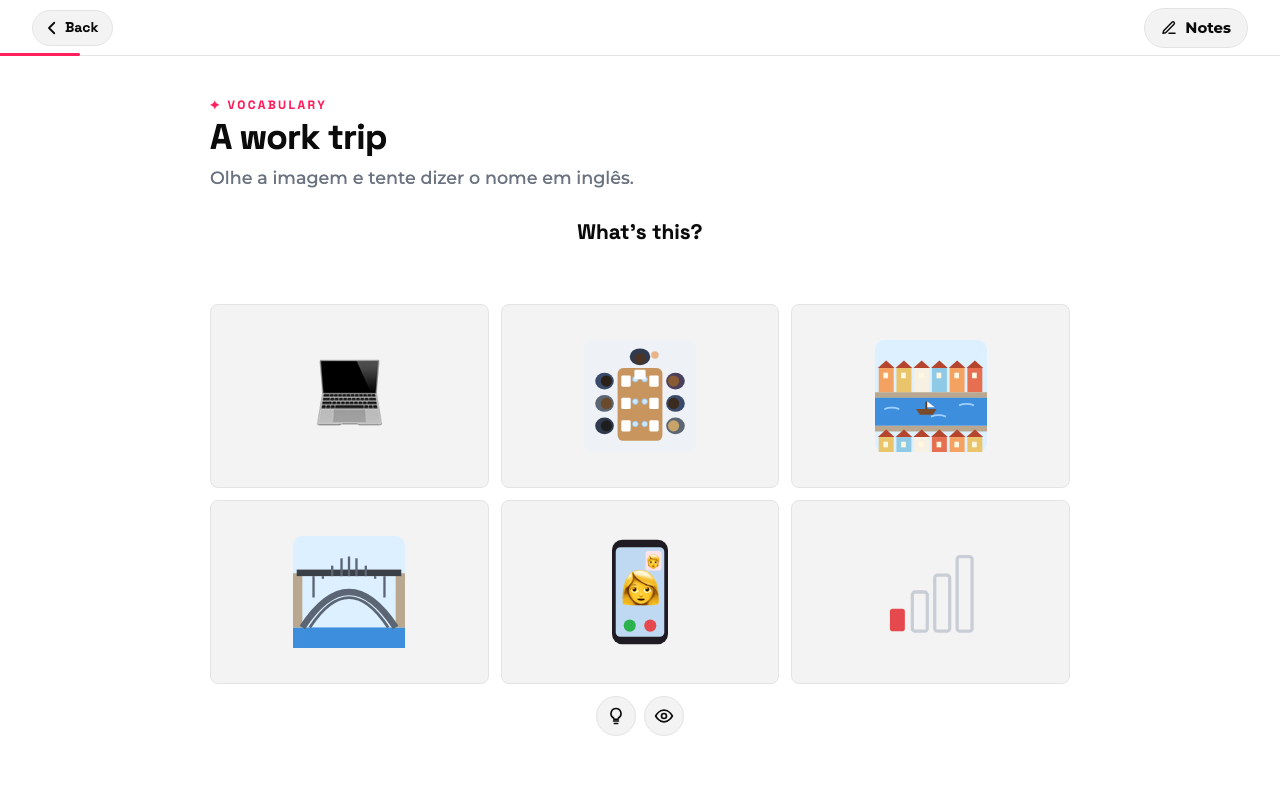 Back
Notes
VOCABULARY
A work trip
Olhe a imagem e tente dizer o nome em inglês.
What's this?